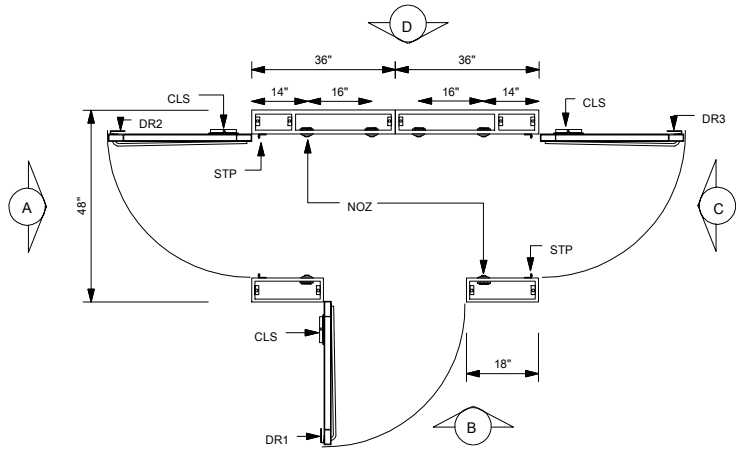 D
36" 36"
14" 16" 16" 14"
CLS CLS
DR2 DR3
STP
A 48" NOZ C
STP
CLS
18"
DR1 B